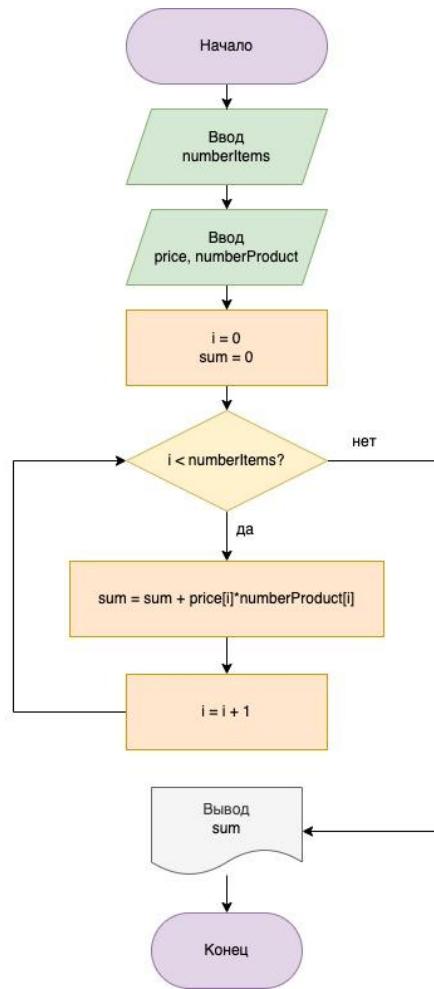 Начало
Ввод
numberItems
Ввод
price, numberProduct
i = 0
sum = 0
i < numberItems?
нет
да
sum = sum + price[i]*numberProduct[i]
i = i + 1
Вывод
sum
Конец